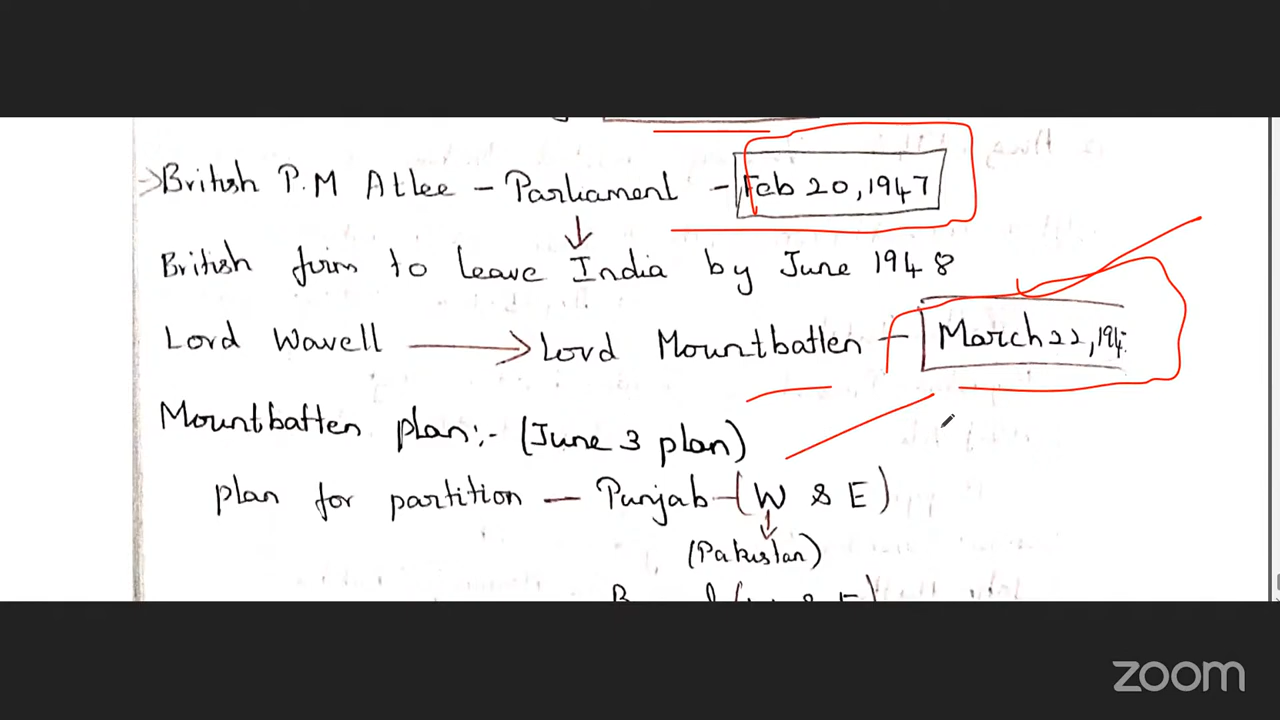 British P.M Atlee - Parliament - Feb 20, 1947
British firm to leave India by June 1948
Lord Wavell → Lord Mountbatten - March 22, 194
Mountbatten plan:- (June 3 plan)
plan for partition - Punjab - (W & E)
(Pakistan)
zoom